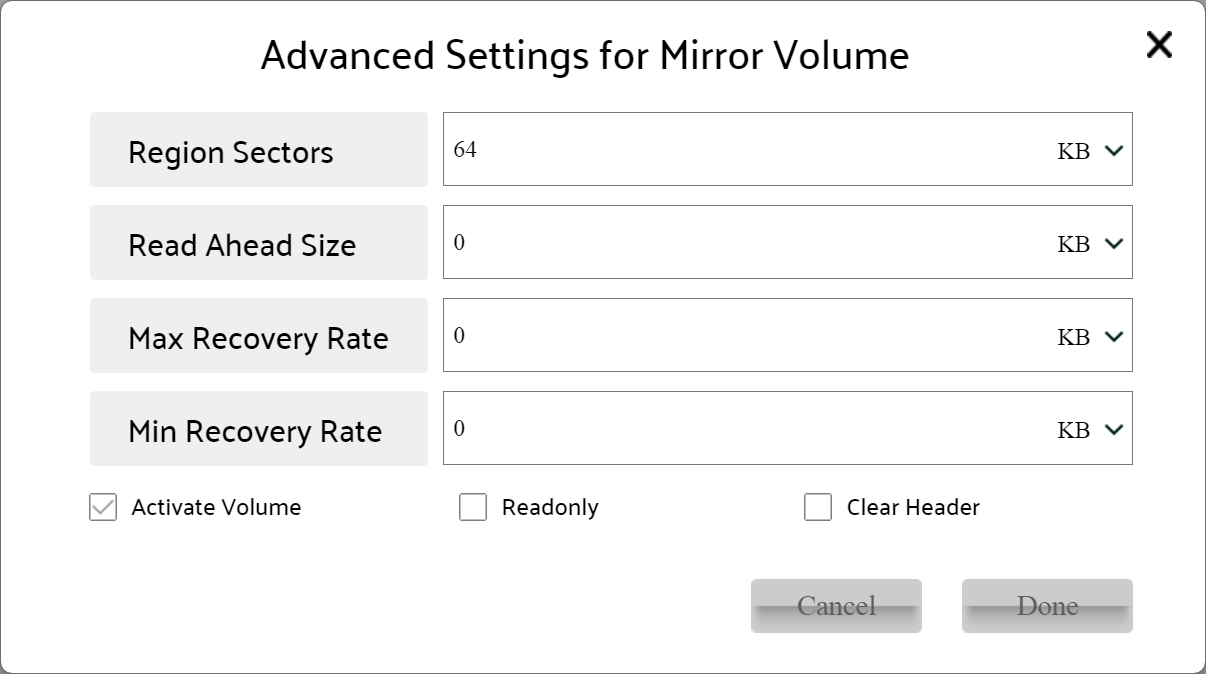 Advanced Settings for Mirror Volume
Region Sectors 64 KB
Read Ahead Size 0 KB
Max Recovery Rate 0 KB
Min Recovery Rate 0 KB
Activate Volume Readonly Clear Header
Cancel Done